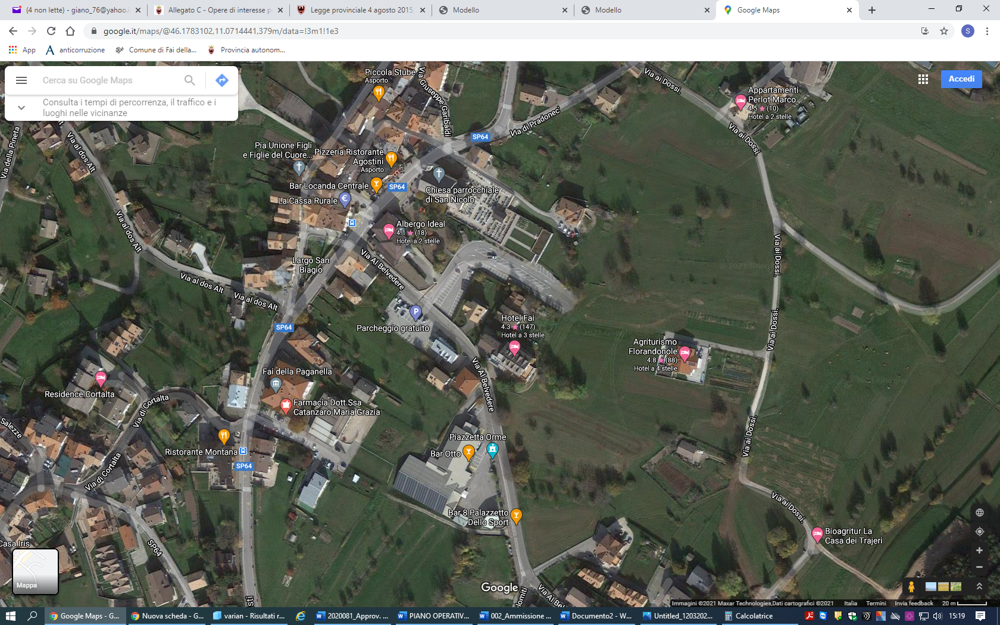 (4 non lette) - giano_76@yahoo.i
Allegato C - Opere di interesse p
Legge provinciale 4 agosto 2015,
Modello
Modello
Google Maps
google.it/maps/@46.1783102,11.0714441,379m/data=!3m1!1e3
S
App
anticorruzione
Comune di Fai della...
Provincia autonom...
Cerca su Google Maps
Consulta i tempi di percorrenza, il traffico e i
luoghi nelle vicinanze
Accedi
Piccola Stube
Asporto
Via Giuseppe Garibaldi
Via ai Dossi.
Appartamenti
Perlot Marco
4.5 ★ (10)
Hotel a 2 stelle
Via di Pradonec'
SP64
Via ai Dossi.
Via della Pineta
Via al dos Alt
Pia Unione Figli
e Figlie del Cuore...
Pizzeria Ristorante
Agostini
Asporto
Bar Locanda Centrale
SP64
La Cassa Rurale
€
Chiesa parrocchiale
di San Nicolo
Via al dos Alt
Albergo Ideal
4.1 ★ (18)
Hotel a 2 stelle
Via ai Dossi.
Largo San
Biagio
Via Al Belvedere
Via al dos Alt
Via al dos Alt
P
Parcheggio gratuito
SP64
Hotel Fai
4.3 ★ (147)
Hotel a 3 stelle
Via ai Dossi.
Agriturismo
Florandonole
4.8 ★ (88)
Hotel a 4 stelle
Fai della Paganella
Via Al Belvedere
Residence Cortalta
Via di Cortalta
Farmacia Dott.Ssa
Catanzaro Maria Grazia
Salezze
Via ai Dossi.
Piazzetta Orme
Bar Otto
Ristorante Montana
SP64
Via di Cortalta
Via ai Dossi.
Bar 8 Palazzetto
Dello Sport
Bioagritur La
Casa dei Trajeri
Casa Iris
SP64
Mappa
Google
olomiti
Via Al Be
Immagini ©2021 Maxar Technologies,Dati cartografici ©2021
Italia
Termini
Invia feedback
20 m
Google Maps - G...
Nuova scheda - G...
varian - Risultati r...
2020081_Approv. ...
PIANO OPERATIV...
002_Ammissione ...
Documento2 - W...
Untitled_1203202...
Calcolatrice
15:19